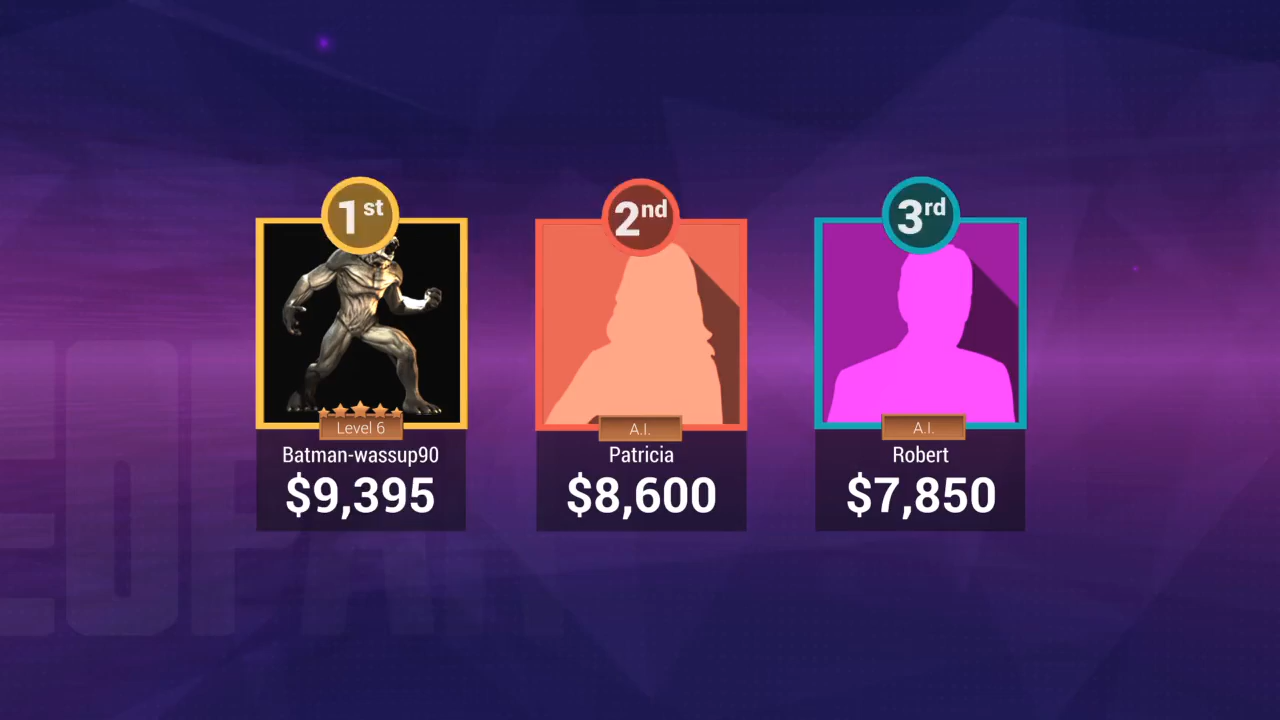 1st
2nd
3rd
Level 6
A.I.
A.I.
Batman-wassup90
Patricia
Robert
$9,395
$8,600
$7,850